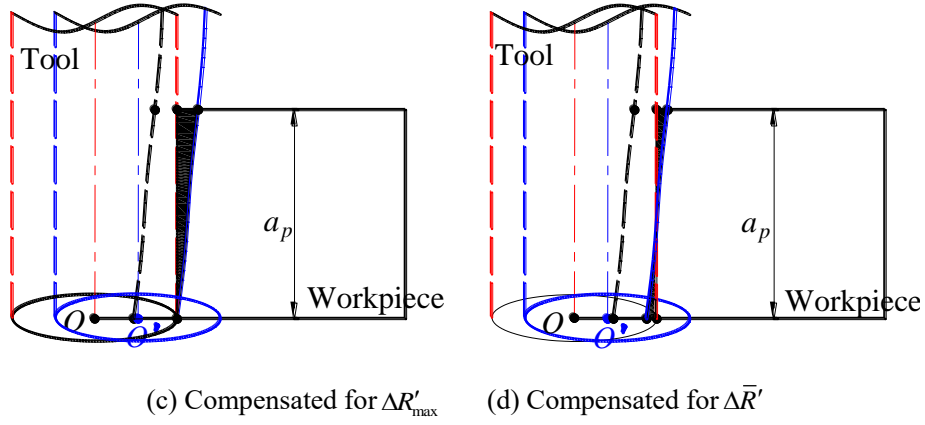 Tool
Tool
a_p
a_p
Workpiece
Workpiece
O
O'
O
O'
(c) Compensated for ΔR′_max
(d) Compensated for ΔR̄′